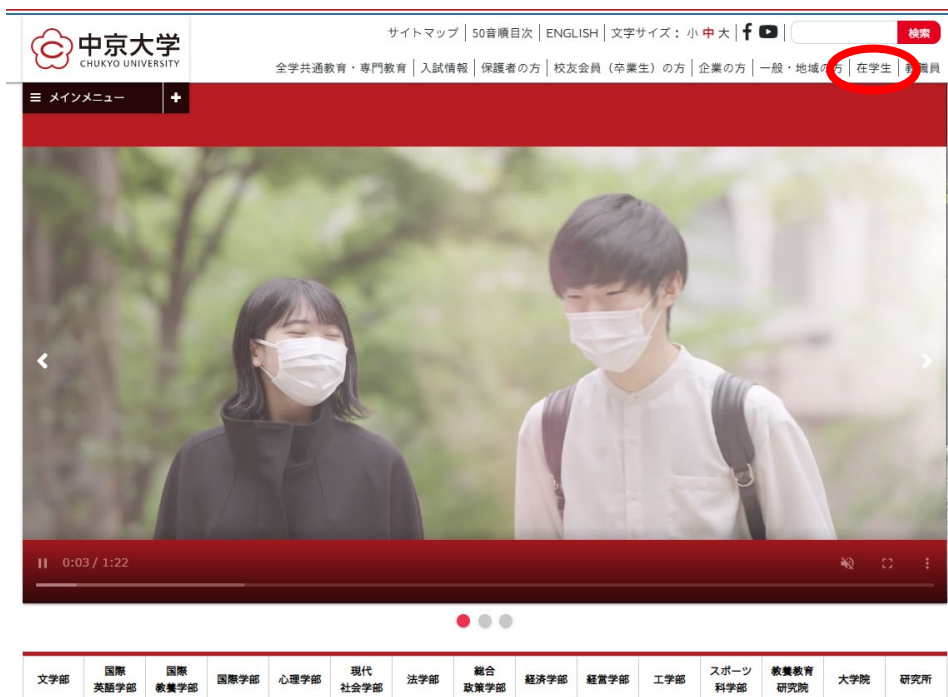 サイトマップ│50音順目次│ENGLISH│文字サイズ：小 中 大│f│
検索
中京大学
CHUKYO UNIVERSITY
全学共通教育・専門教育│入試情報│保護者の方│校友会員（卒業生）の方│企業の方│一般・地域の方│在学生│教職員
メインメニュー
0:03 / 1:22
文学部
国際
英語学部
国際
教養学部
国際学部
心理学部
現代
社会学部
法学部
総合
政策学部
経済学部
経営学部
工学部
スポーツ
科学部
教養教育
研究院
大学院
研究所